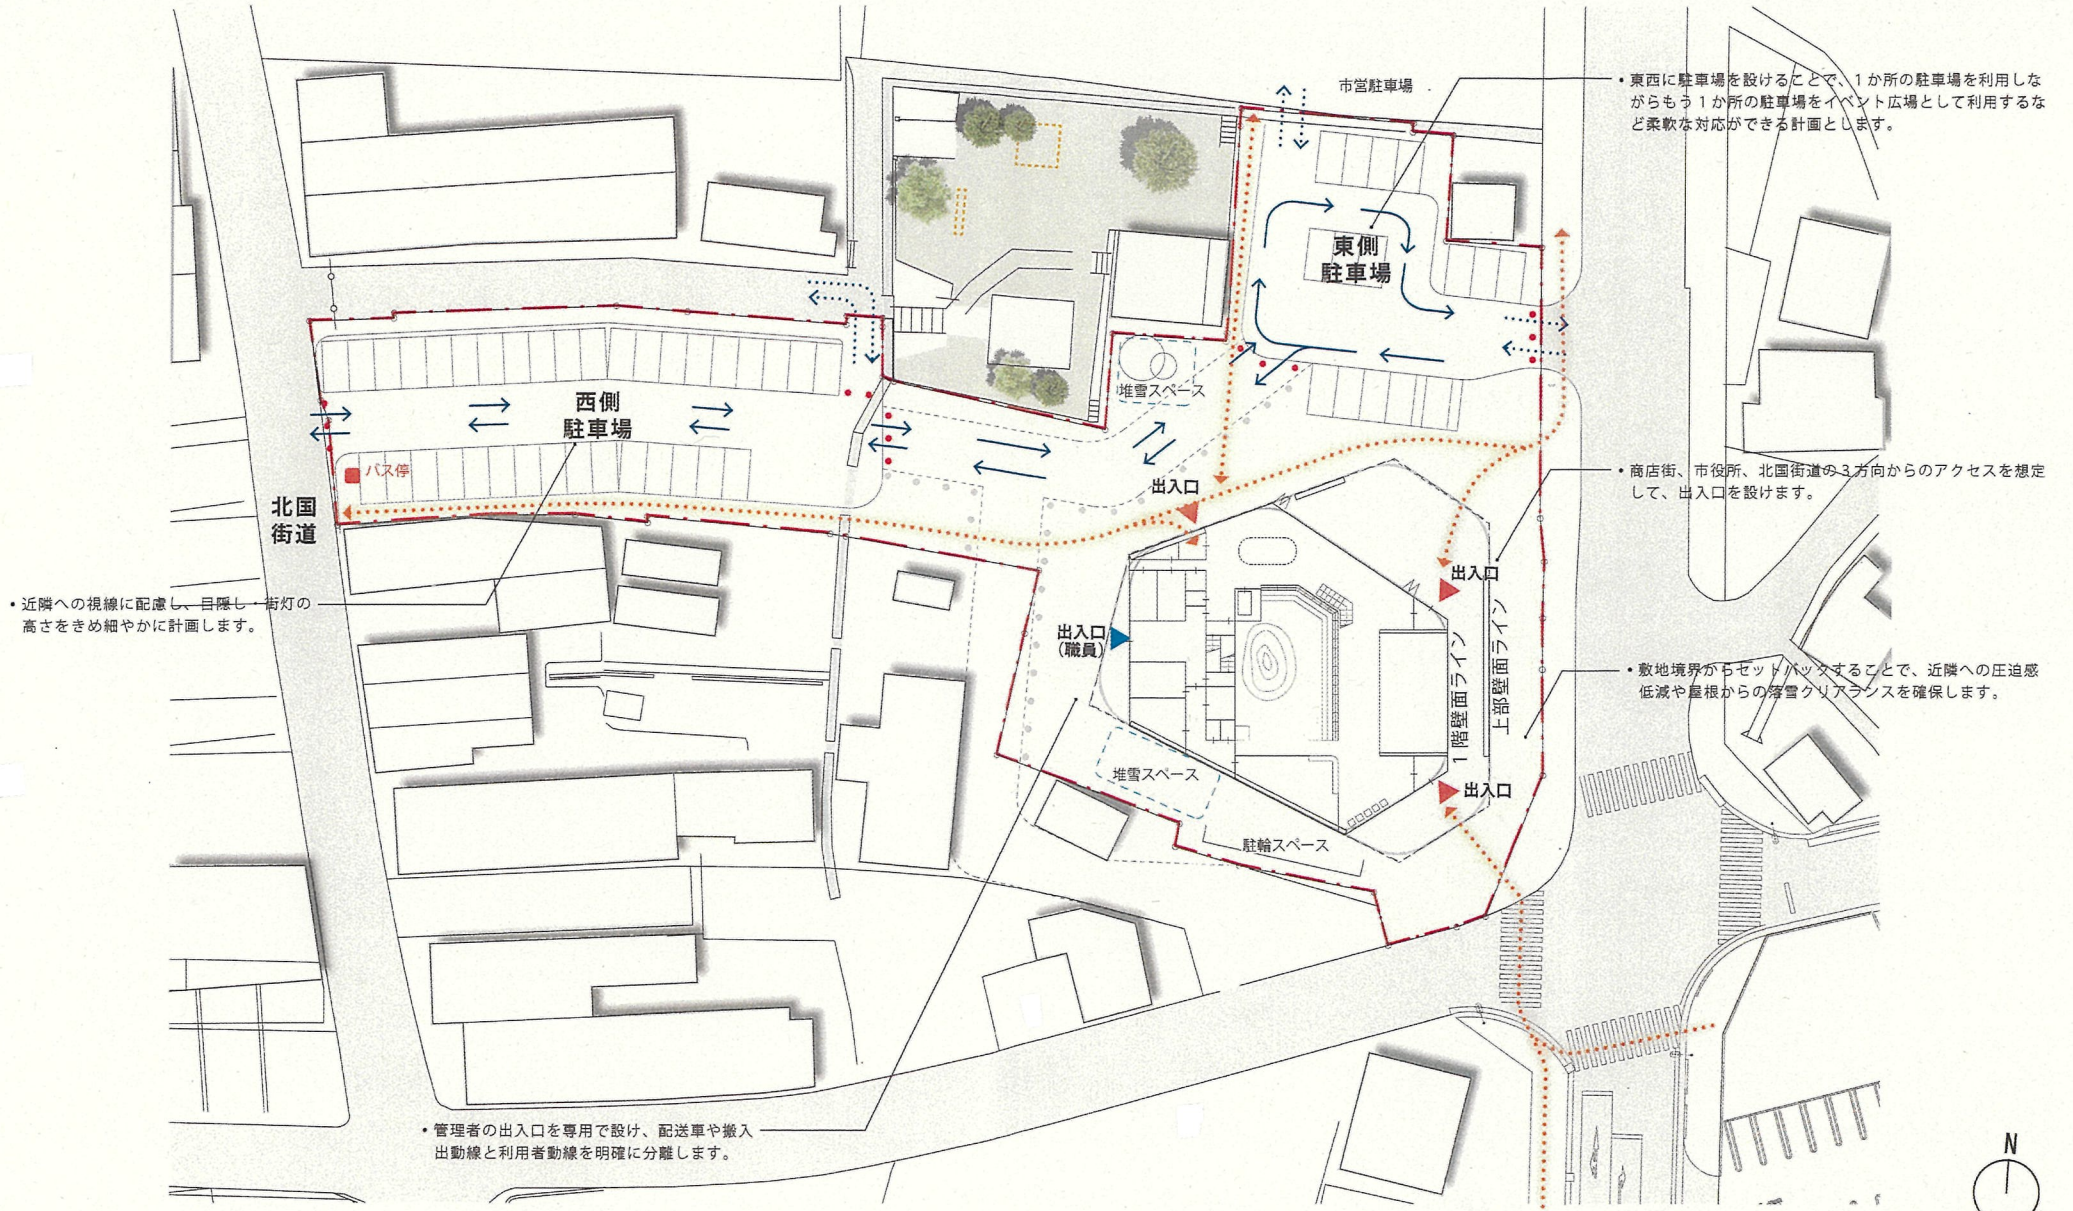 市営駐車場
• 東西に駐車場を設けることで、1か所の駐車場を利用しな
がらもう1か所の駐車場をイベント広場として利用するな
ど柔軟な対応ができる計画とします。
東側
駐車場
堆雪スペース
西側
駐車場
バス停
北国
街道
出入口
• 商店街、市役所、北国街道の3方向からのアクセスを想定
して、出入口を設けます。
出入口
• 近隣への視線に配慮し、目隠し・街灯の
高さをきめ細やかに計画します。
出入口
(職員)
1階壁面ライン
上部壁面ライン
• 敷地境界からセットバックすることで、近隣への圧迫感
低減や屋根からの落雪クリアランスを確保します。
堆雪スペース
出入口
駐輪スペース
• 管理者の出入口を専用で設け、配送車や搬入
出動線と利用者動線を明確に分離します。
N